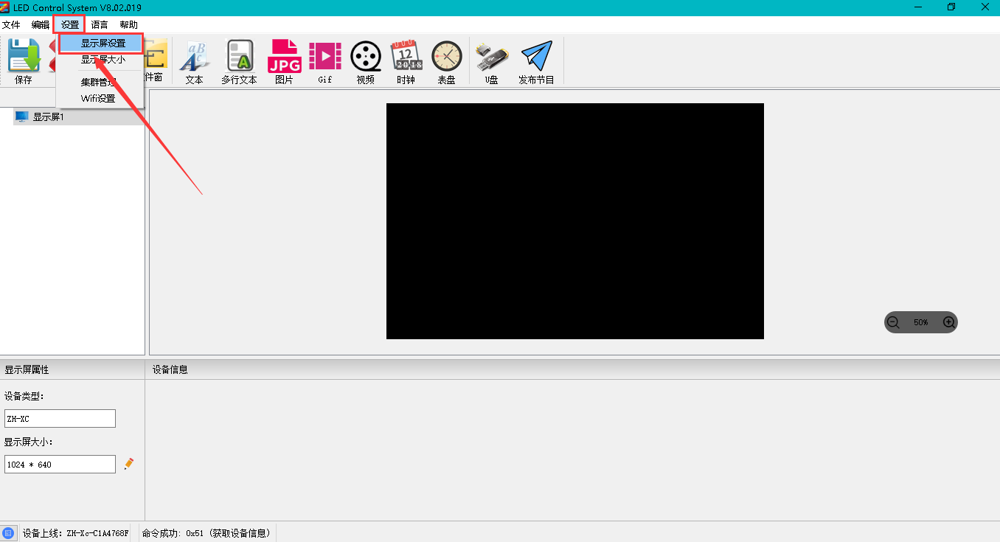 LED Control System V8.02.019
文件 编辑 设置 语言 帮助
显示屏设置
显示屏大小
集群管理
Wifi设置
保存 件窗 文本 多行文本 图片 Gif 视频 时钟 表盘 U盘 发布节目
aB
C
A
JPG
12
2018
显示屏1
50%
显示屏属性 设备信息
设备类型:
ZH-XC
显示屏大小:
1024 * 640
设备上线: ZH-Xc-C1A4768F 命令成功: 0x51 (获取设备信息)